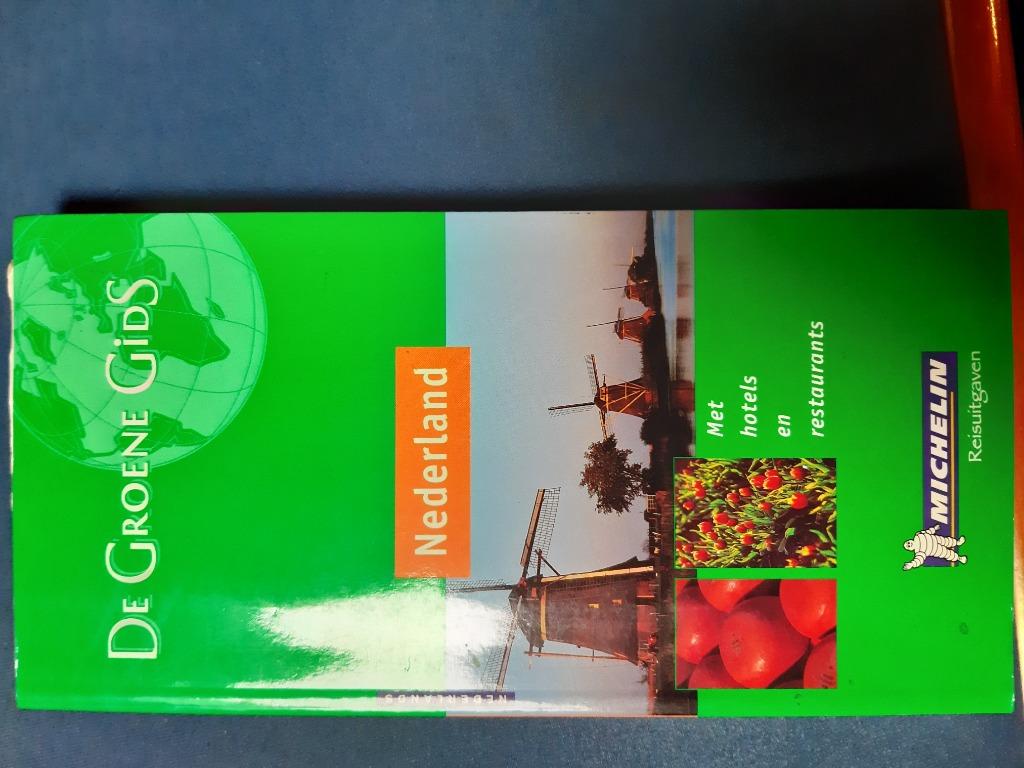 DE GROENE GIDS
Nederland
NEDERLANDS
Met
hotels
en
restaurants
MICHELIN
Reisuitgaven